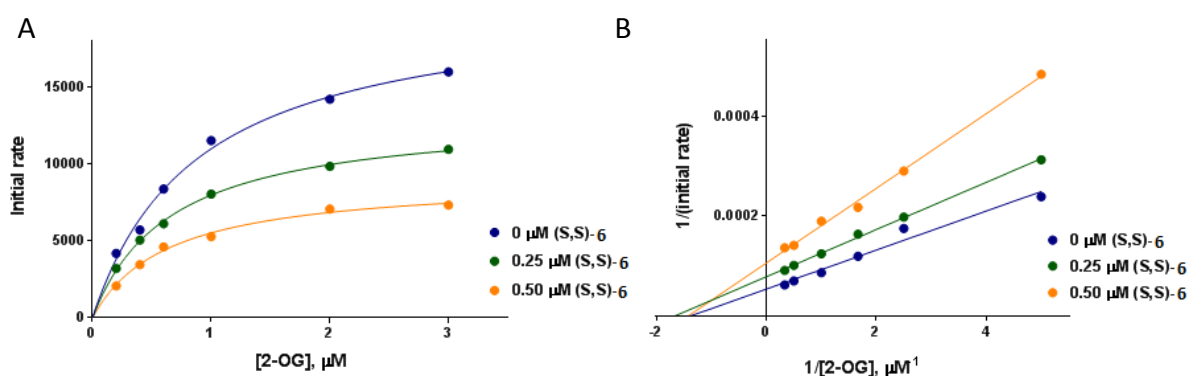 A
Initial rate
15000
10000
5000
0
0 1 2 3
[2-OG], μM
0 μM (S,S)-6
0.25 μM (S,S)-6
0.50 μM (S,S)-6
B
1/(initial rate)
0.0004
0.0002
-2 0 2 4
1/[2-OG], μM⁻¹
0 μM (S,S)-6
0.25 μM (S,S)-6
0.50 μM (S,S)-6